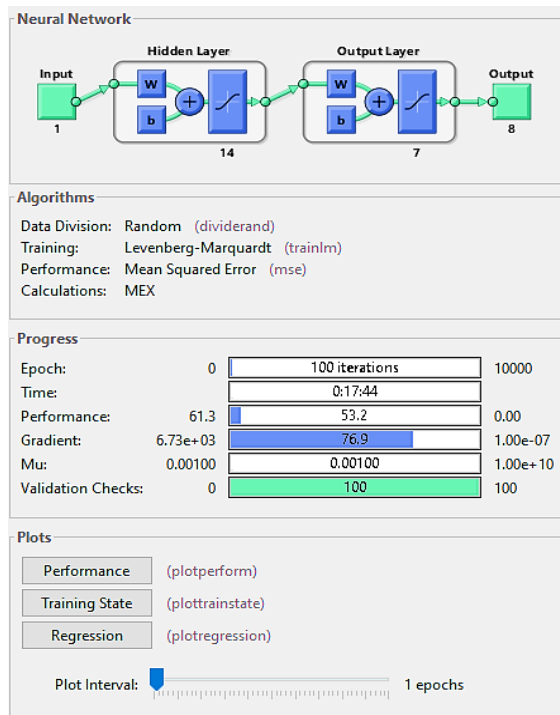 Neural Network
Hidden Layer Output Layer
Input Output
W W
b b
1 14 7 8
Algorithms
Data Division: Random (dividerand)
Training: Levenberg-Marquardt (trainlm)
Performance: Mean Squared Error (mse)
Calculations: MEX
Progress
Epoch: 0 100 iterations 10000
Time: 0:17:44
Performance: 61.3 53.2 0.00
Gradient: 6.73e+03 76.9 1.00e-07
Mu: 0.00100 0.00100 1.00e+10
Validation Checks: 0 100 100
Plots
Performance (plotperform)
Training State (plottrainstate)
Regression (plotregression)
Plot Interval: 1 epochs